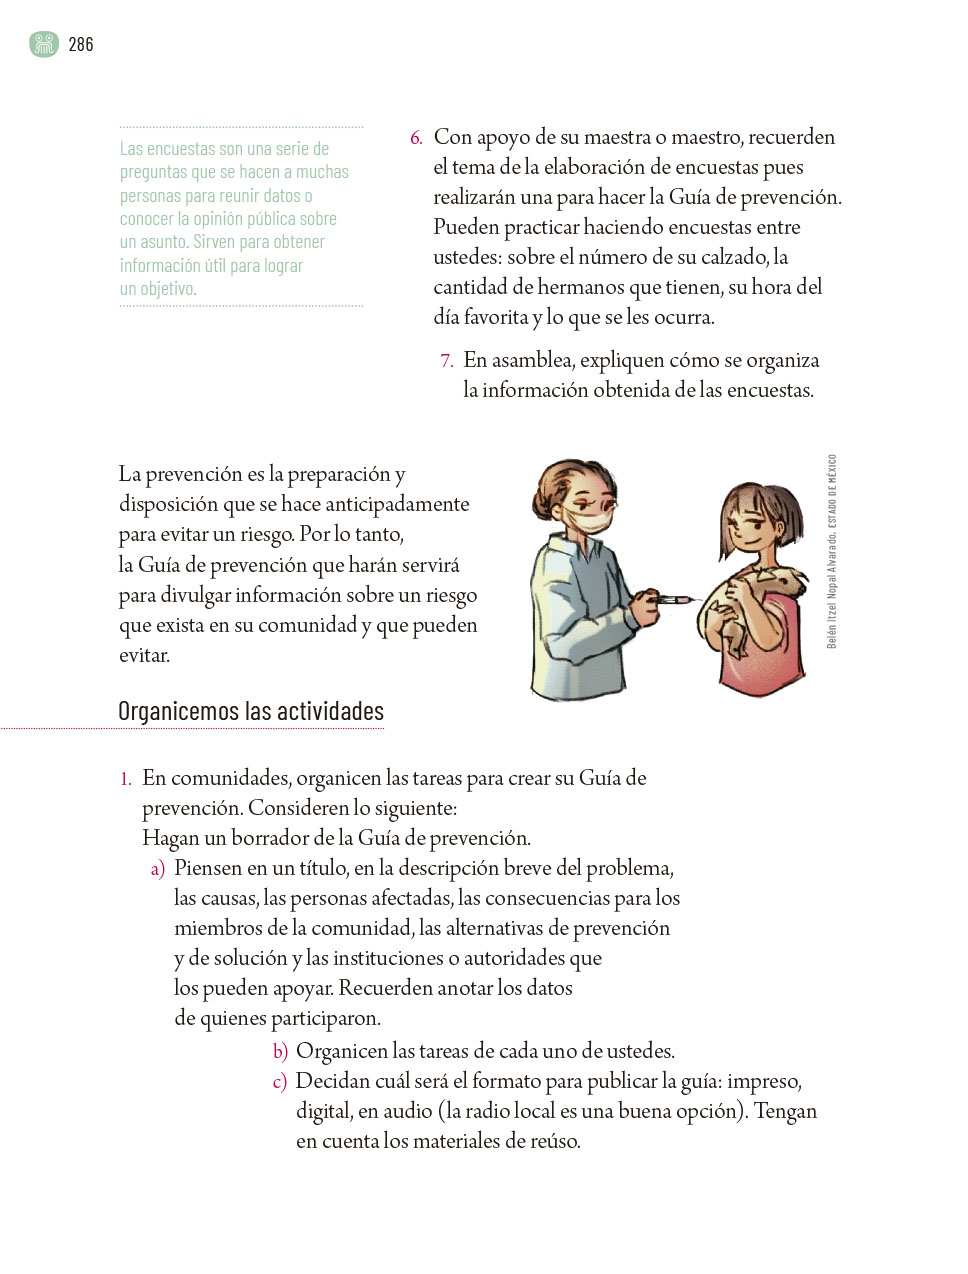 286
Las encuestas son una serie de
preguntas que se hacen a muchas
personas para reunir datos o
conocer la opinión pública sobre
un asunto. Sirven para obtener
información útil para lograr
un objetivo.
6. Con apoyo de su maestra o maestro, recuerden
el tema de la elaboración de encuestas pues
realizarán una para hacer la Guía de prevención.
Pueden practicar haciendo encuestas entre
ustedes: sobre el número de su calzado, la
cantidad de hermanos que tienen, su hora del
día favorita y lo que se les ocurra.
7. En asamblea, expliquen cómo se organiza
la información obtenida de las encuestas.
La prevención es la preparación y
disposición que se hace anticipadamente
para evitar un riesgo. Por lo tanto,
la Guía de prevención que harán servirá
para divulgar información sobre un riesgo
que exista en su comunidad y que pueden
evitar.
Belén Itzel Nopal Alvarado, ESTADO DE MÉXICO
Organicemos las actividades
1. En comunidades, organicen las tareas para crear su Guía de
prevención. Consideren lo siguiente:
Hagan un borrador de la Guía de prevención.
a) Piensen en un título, en la descripción breve del problema,
las causas, las personas afectadas, las consecuencias para los
miembros de la comunidad, las alternativas de prevención
y de solución y las instituciones o autoridades que
los pueden apoyar. Recuerden anotar los datos
de quienes participaron.
b) Organicen las tareas de cada uno de ustedes.
c) Decidan cuál será el formato para publicar la guía: impreso,
digital, en audio (la radio local es una buena opción). Tengan
en cuenta los materiales de reúso.